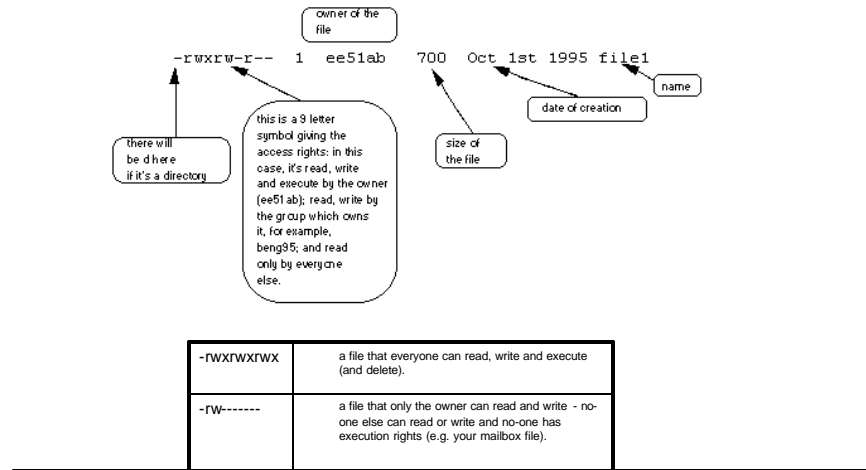 owner of the
file
-rwxrw-r-- 1 ee51ab 700 Oct 1st 1995 file1
name
date of creation
there will
be d here
if it's a directory
this is a 9 letter
symbol giving the
access rights: in this
case, it's read, write
and execute by the owner
(ee51ab); read, write by
the group which owns
it, for example,
beng95; and read
only by everyone
else.
size of
the file
-rwxrwxrwx
a file that everyone can read, write and execute
(and delete).
-rw-------
a file that only the owner can read and write - no-
one else can read or write and no-one has
execution rights (e.g. your mailbox file).